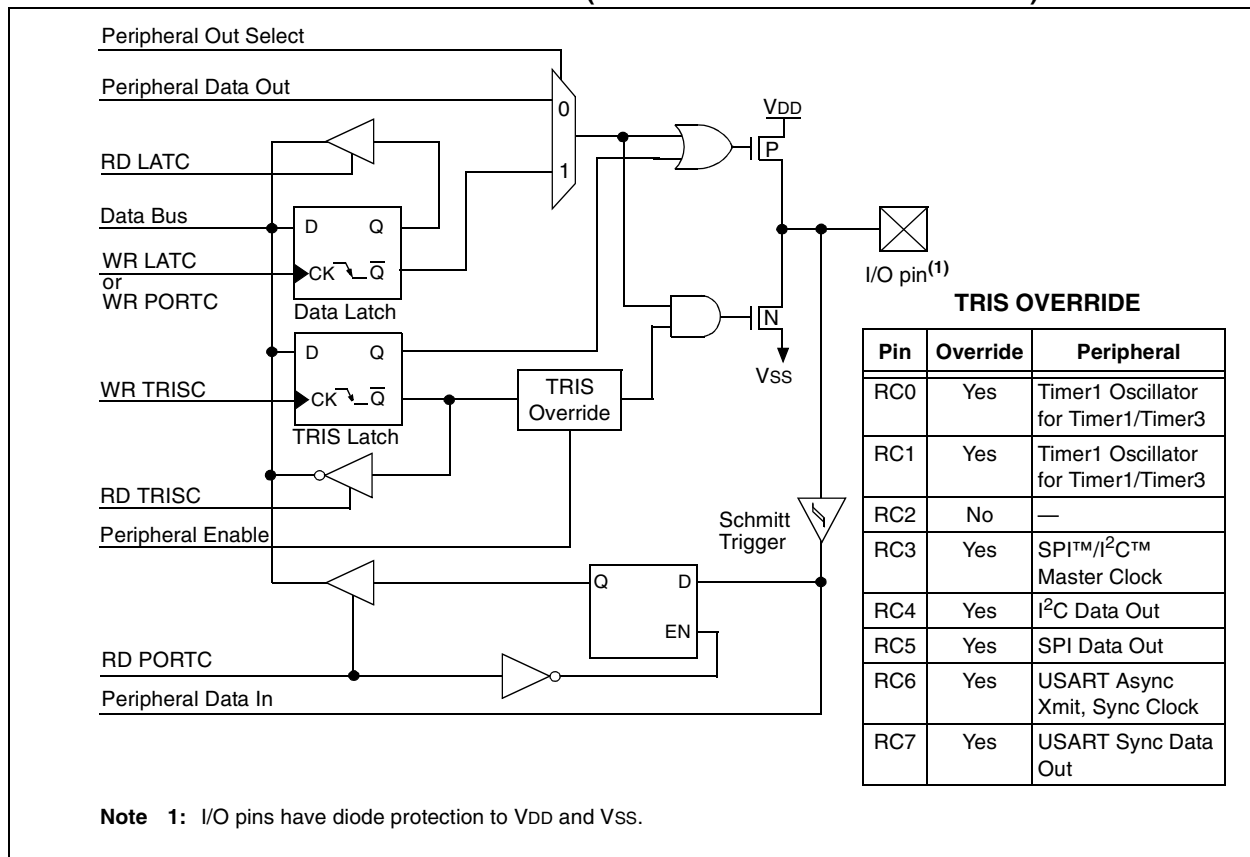 Peripheral Out Select
Peripheral Data Out
0
1
VDD
P
RD LATC
Data Bus
D Q
WR LATC
or
WR PORTC
CK Q
Data Latch
I/O pin(1)
N
VSS
D Q
WR TRISC
CK Q
TRIS Latch
TRIS
Override
RD TRISC
Peripheral Enable
Schmitt
Trigger
Q D
EN
RD PORTC
Peripheral Data In
TRIS OVERRIDE
Pin Override Peripheral
RC0 Yes Timer1 Oscillator
for Timer1/Timer3
RC1 Yes Timer1 Oscillator
for Timer1/Timer3
RC2 No —
RC3 Yes SPI™/I²C™
Master Clock
RC4 Yes I²C Data Out
RC5 Yes SPI Data Out
RC6 Yes USART Async
Xmit, Sync Clock
RC7 Yes USART Sync Data
Out
Note 1: I/O pins have diode protection to VDD and VSS.